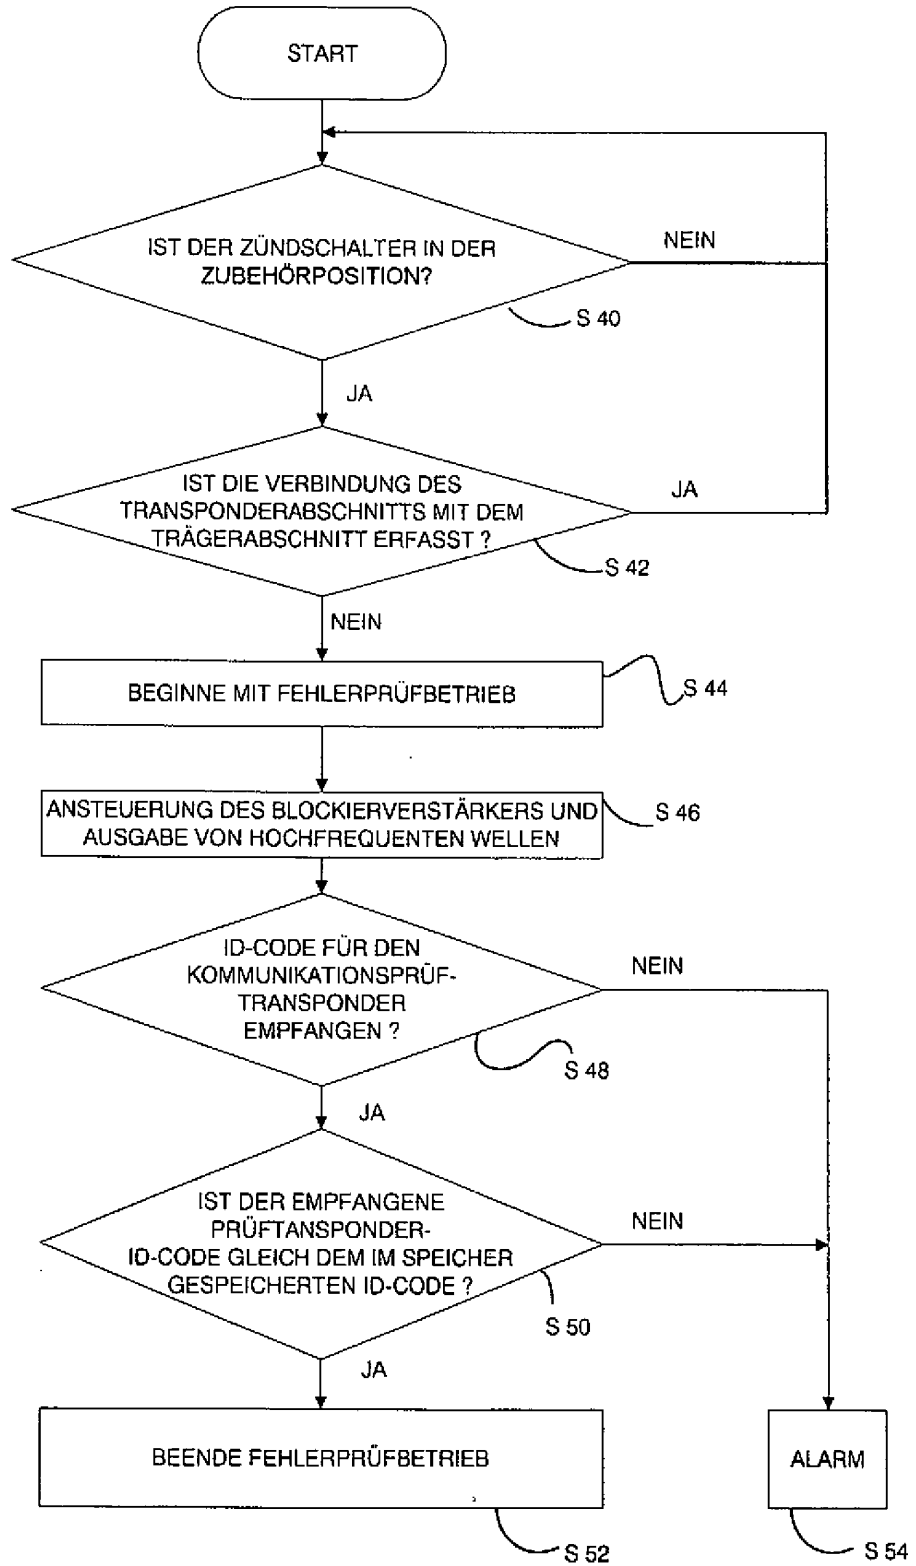 START
IST DER ZÜNDSCHALTER IN DER
ZUBEHÖRPOSITION?
NEIN
S 40
JA
IST DIE VERBINDUNG DES
TRANSPONDERABSCHNITTS MIT DEM
TRÄGERABSCHNITT ERFASST ?
JA
S 42
NEIN
BEGINNE MIT FEHLERPRÜFBETRIEB
S 44
ANSTEUERUNG DES BLOCKIERVERSTÄRKERS UND
AUSGABE VON HOCHFREQUENTEN WELLEN
S 46
ID-CODE FÜR DEN
KOMMUNIKATIONSPRÜF-
TRANSPONDER
EMPFANGEN ?
NEIN
S 48
JA
IST DER EMPFANGENE
PRÜFTANSPONDER-
ID-CODE GLEICH DEM IM SPEICHER
GESPEICHERTEN ID-CODE ?
NEIN
S 50
JA
BEENDE FEHLERPRÜFBETRIEB
S 52
ALARM
S 54